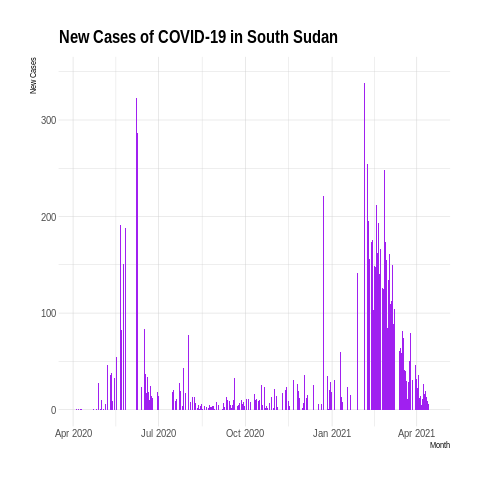 New Cases of COVID-19 in South Sudan
New Cases
300
200
100
0
Apr 2020 Jul 2020 Oct 2020 Jan 2021 Apr 2021
Month